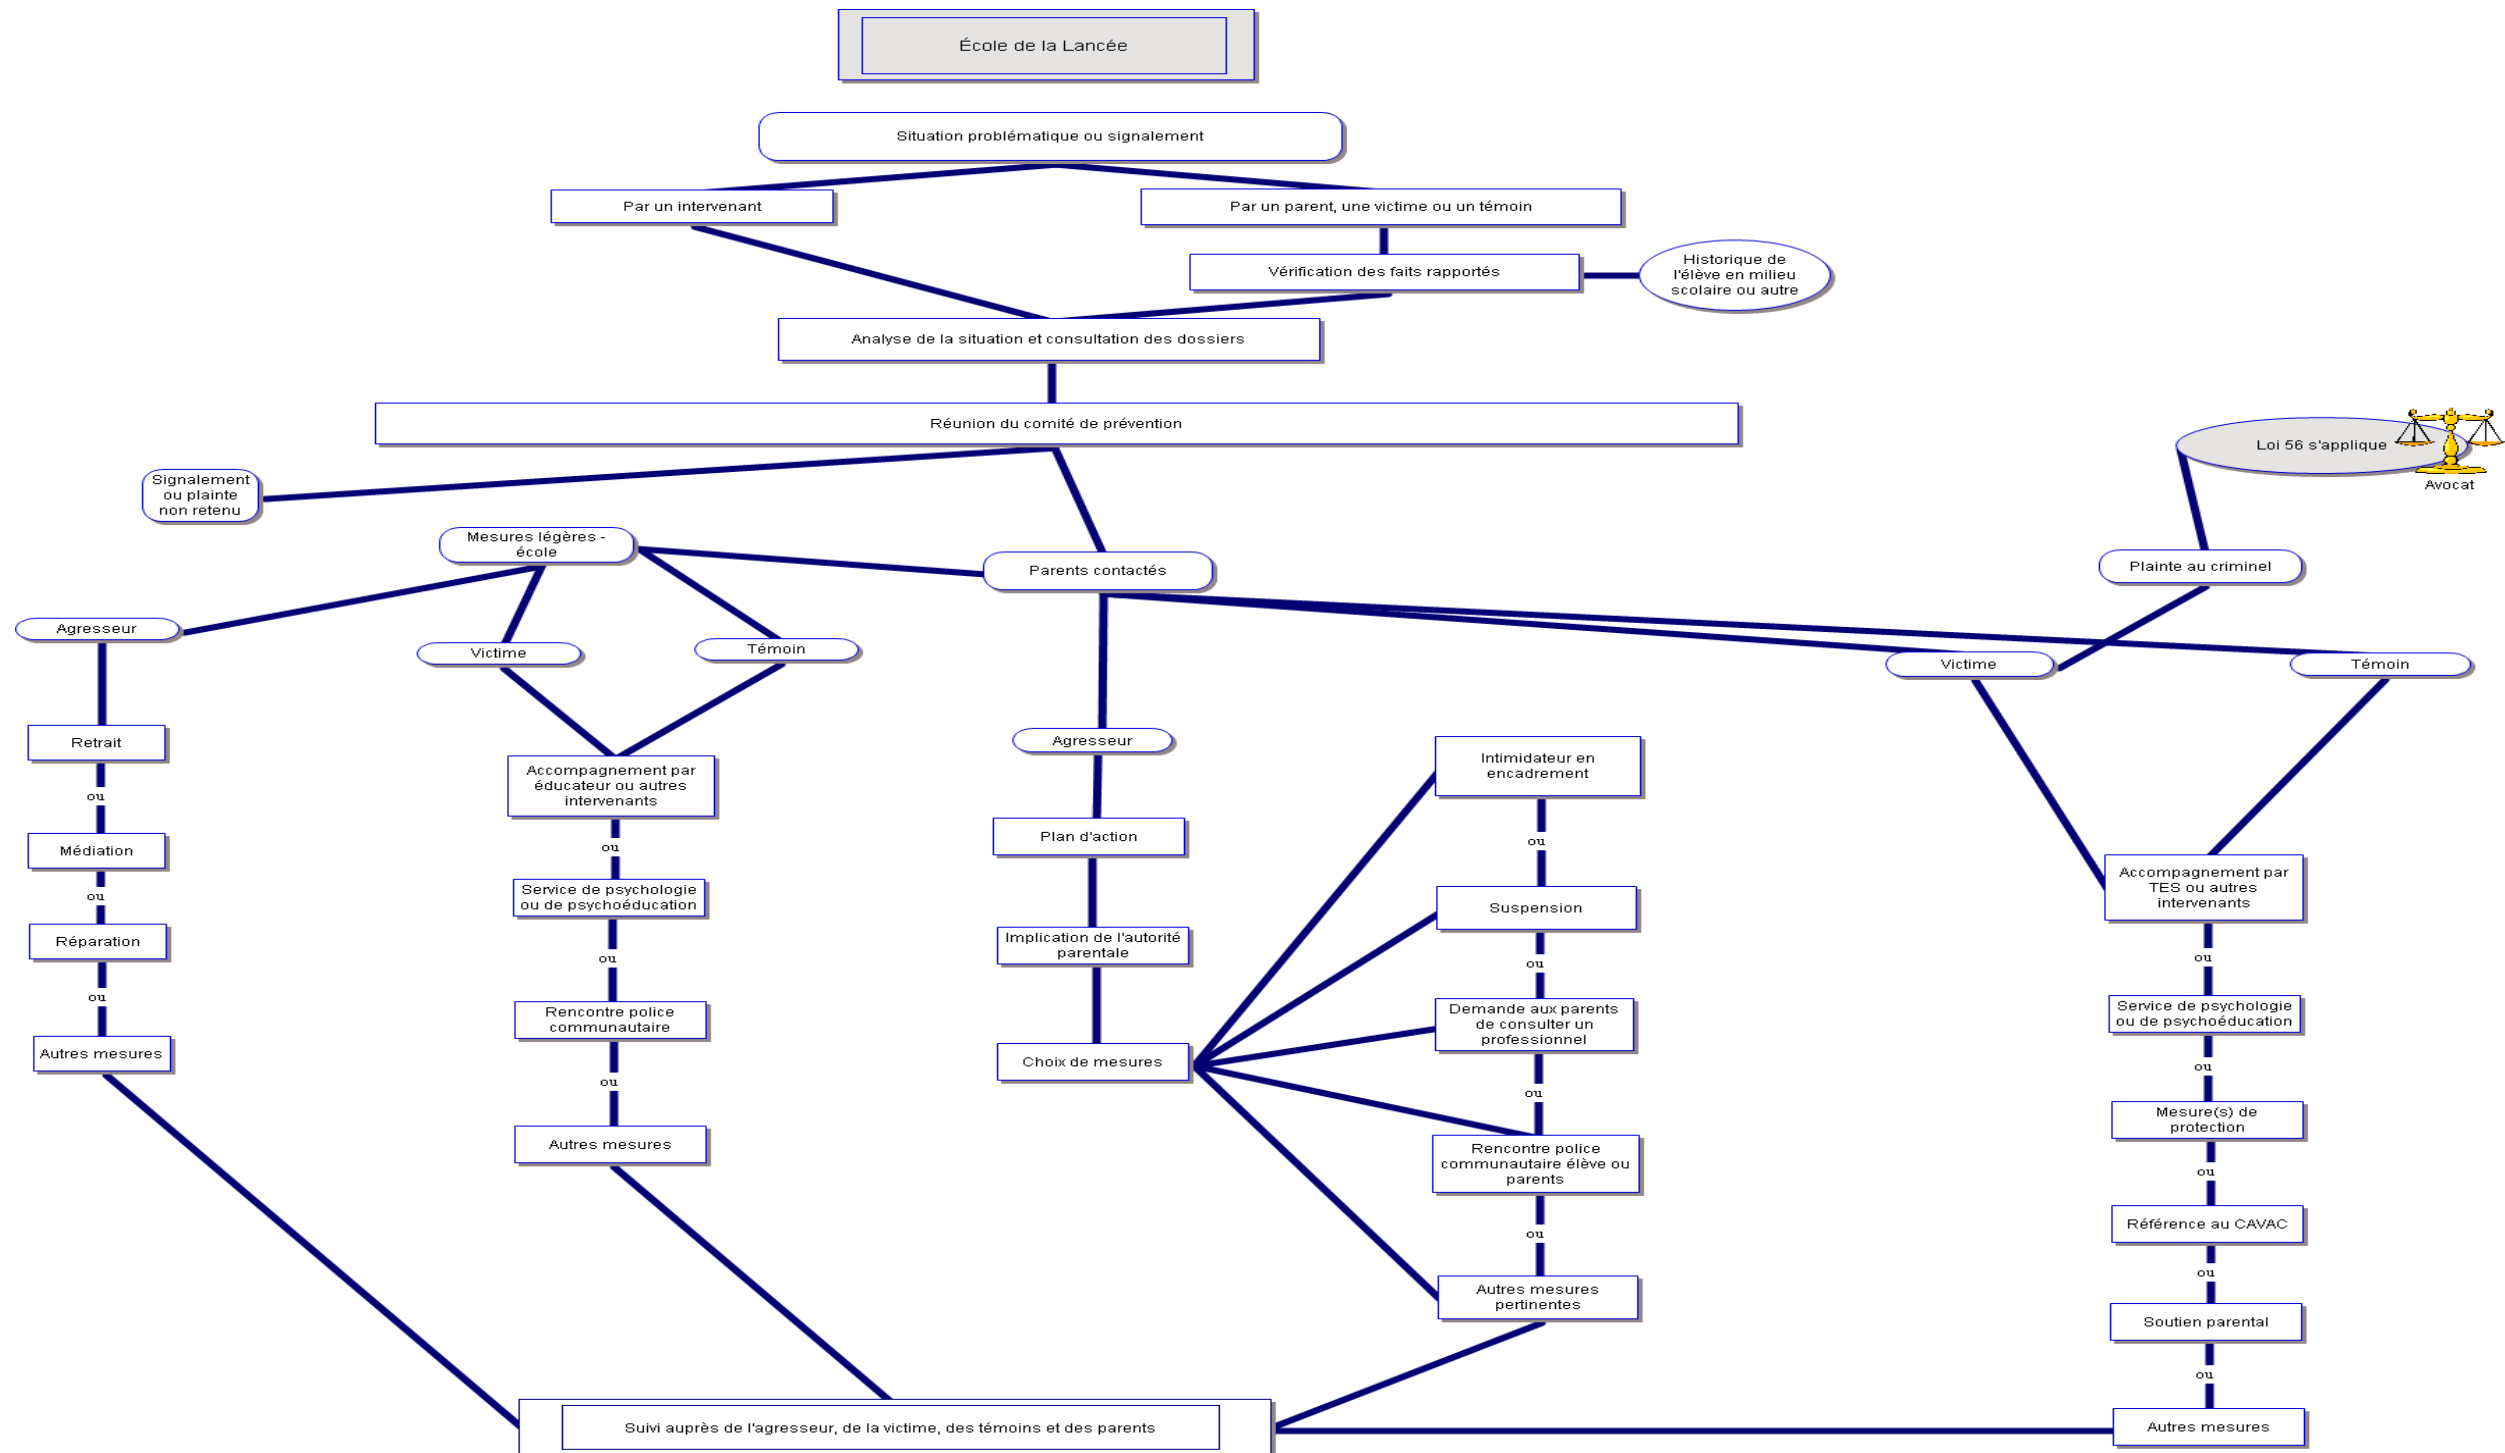 École de la Lancée
Situation problématique ou signalement
Par un intervenant
Par un parent, une victime ou un témoin
Vérification des faits rapportés
Historique de
l'élève en milieu
scolaire ou autre
Analyse de la situation et consultation des dossiers
Réunion du comité de prévention
Loi 56 s'applique
Avocat
Signalement
ou plainte
non retenu
Mesures légères -
école
Parents contactés
Plainte au criminel
Agresseur
Victime
Témoin
Victime
Témoin
Retrait
ou
Médiation
ou
Réparation
ou
Autres mesures
Accompagnement par
éducateur ou autres
intervenants
ou
Service de psychologie
ou de psychoéducation
ou
Rencontre police
communautaire
ou
Autres mesures
Agresseur
Plan d'action
Implication de l'autorité
parentale
Choix de mesures
Intimidateur en
encadrement
ou
Suspension
ou
Demande aux parents
de consulter un
professionnel
ou
Rencontre police
communautaire élève ou
parents
ou
Autres mesures
pertinentes
Accompagnement par
TES ou autres
intervenants
ou
Service de psychologie
ou de psychoéducation
ou
Mesure(s) de
protection
ou
Référence au CAVAC
ou
Soutien parental
ou
Autres mesures
Suivi auprès de l'agresseur, de la victime, des témoins et des parents